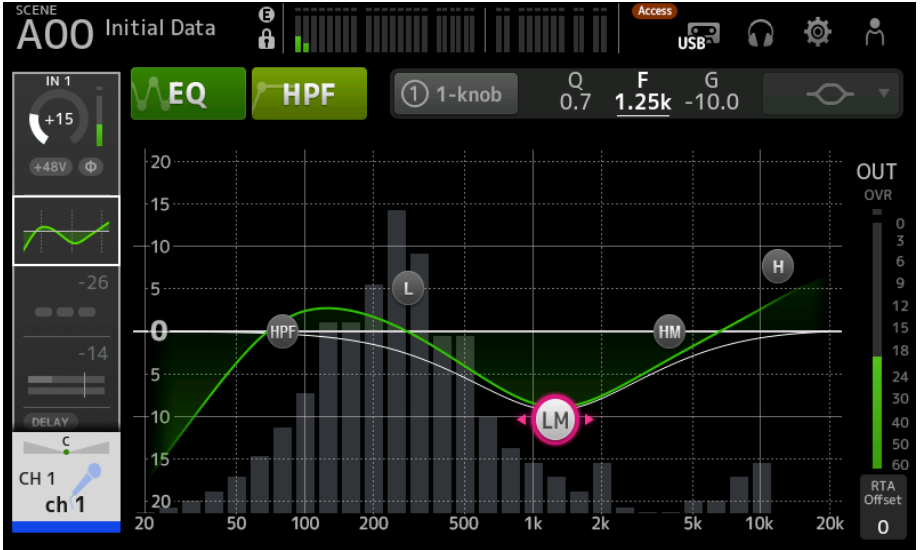 SCENE
A00 Initial Data
E
Access
USB
IN 1
+15
+48V Φ
EQ
HPF
1 1-knob
Q F G
0.7 1.25k -10.0
-26
-14
DELAY
C
CH 1
ch 1
20
15
10
5
0
5
10
15
20
HPF
L
LM
HM
H
20 50 100 200 500 1k 2k 5k 10k 20k
OUT
OVR
0
3
6
9
12
15
18
24
30
40
50
60
RTA
Offset
0